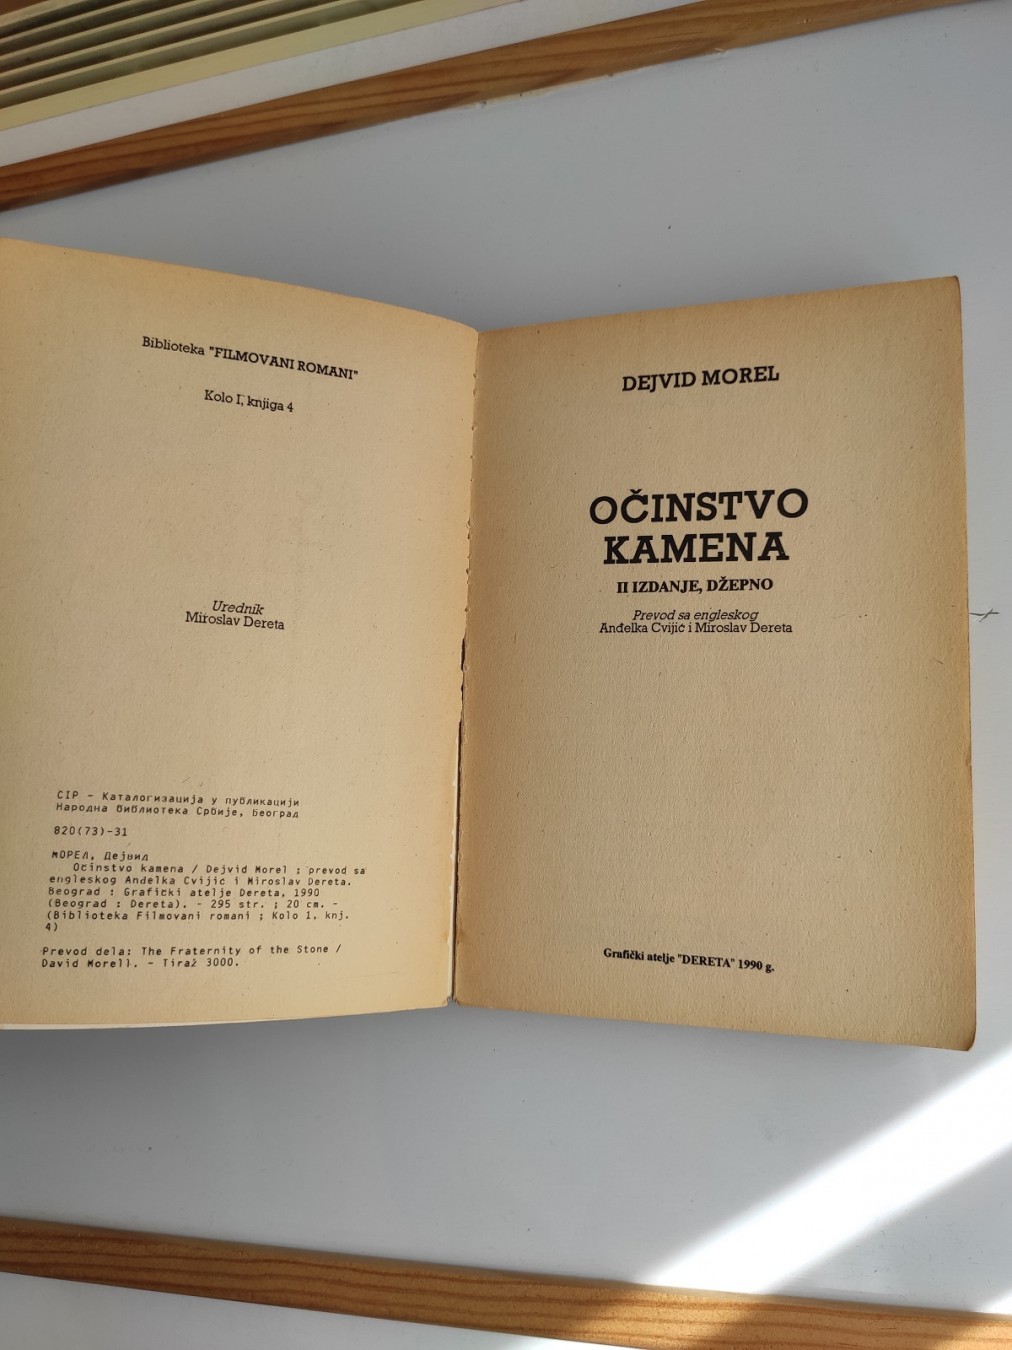 Biblioteka "FILMOVANI ROMANI"
Kolo I, knjiga 4
Urednik
Miroslav Dereta
CIP – Каталогизација у публикацији
Народна библиотека Србије, Београд
820(73)-31
МОРЕЛ, Дејвид
Očinstvo kamena / Dejvid Morel ; prevod sa
engleskog Anđelka Cvijić i Miroslav Dereta.
Beograd : Grafički atelje Dereta, 1990
(Beograd : Dereta). - 295 str. ; 20 cm. -
(Biblioteka Filmovani romani ; Kolo 1, knj.
4)
Prevod dela: The Fraternity of the Stone /
David Morell. - Tiraž 3000.
DEJVID MOREL
OČINSTVO
KAMENA
II IZDANJE, DŽEPNO
Prevod sa engleskog
Anđelka Cvijić i Miroslav Dereta
Grafički atelje "DERETA" 1990 g.